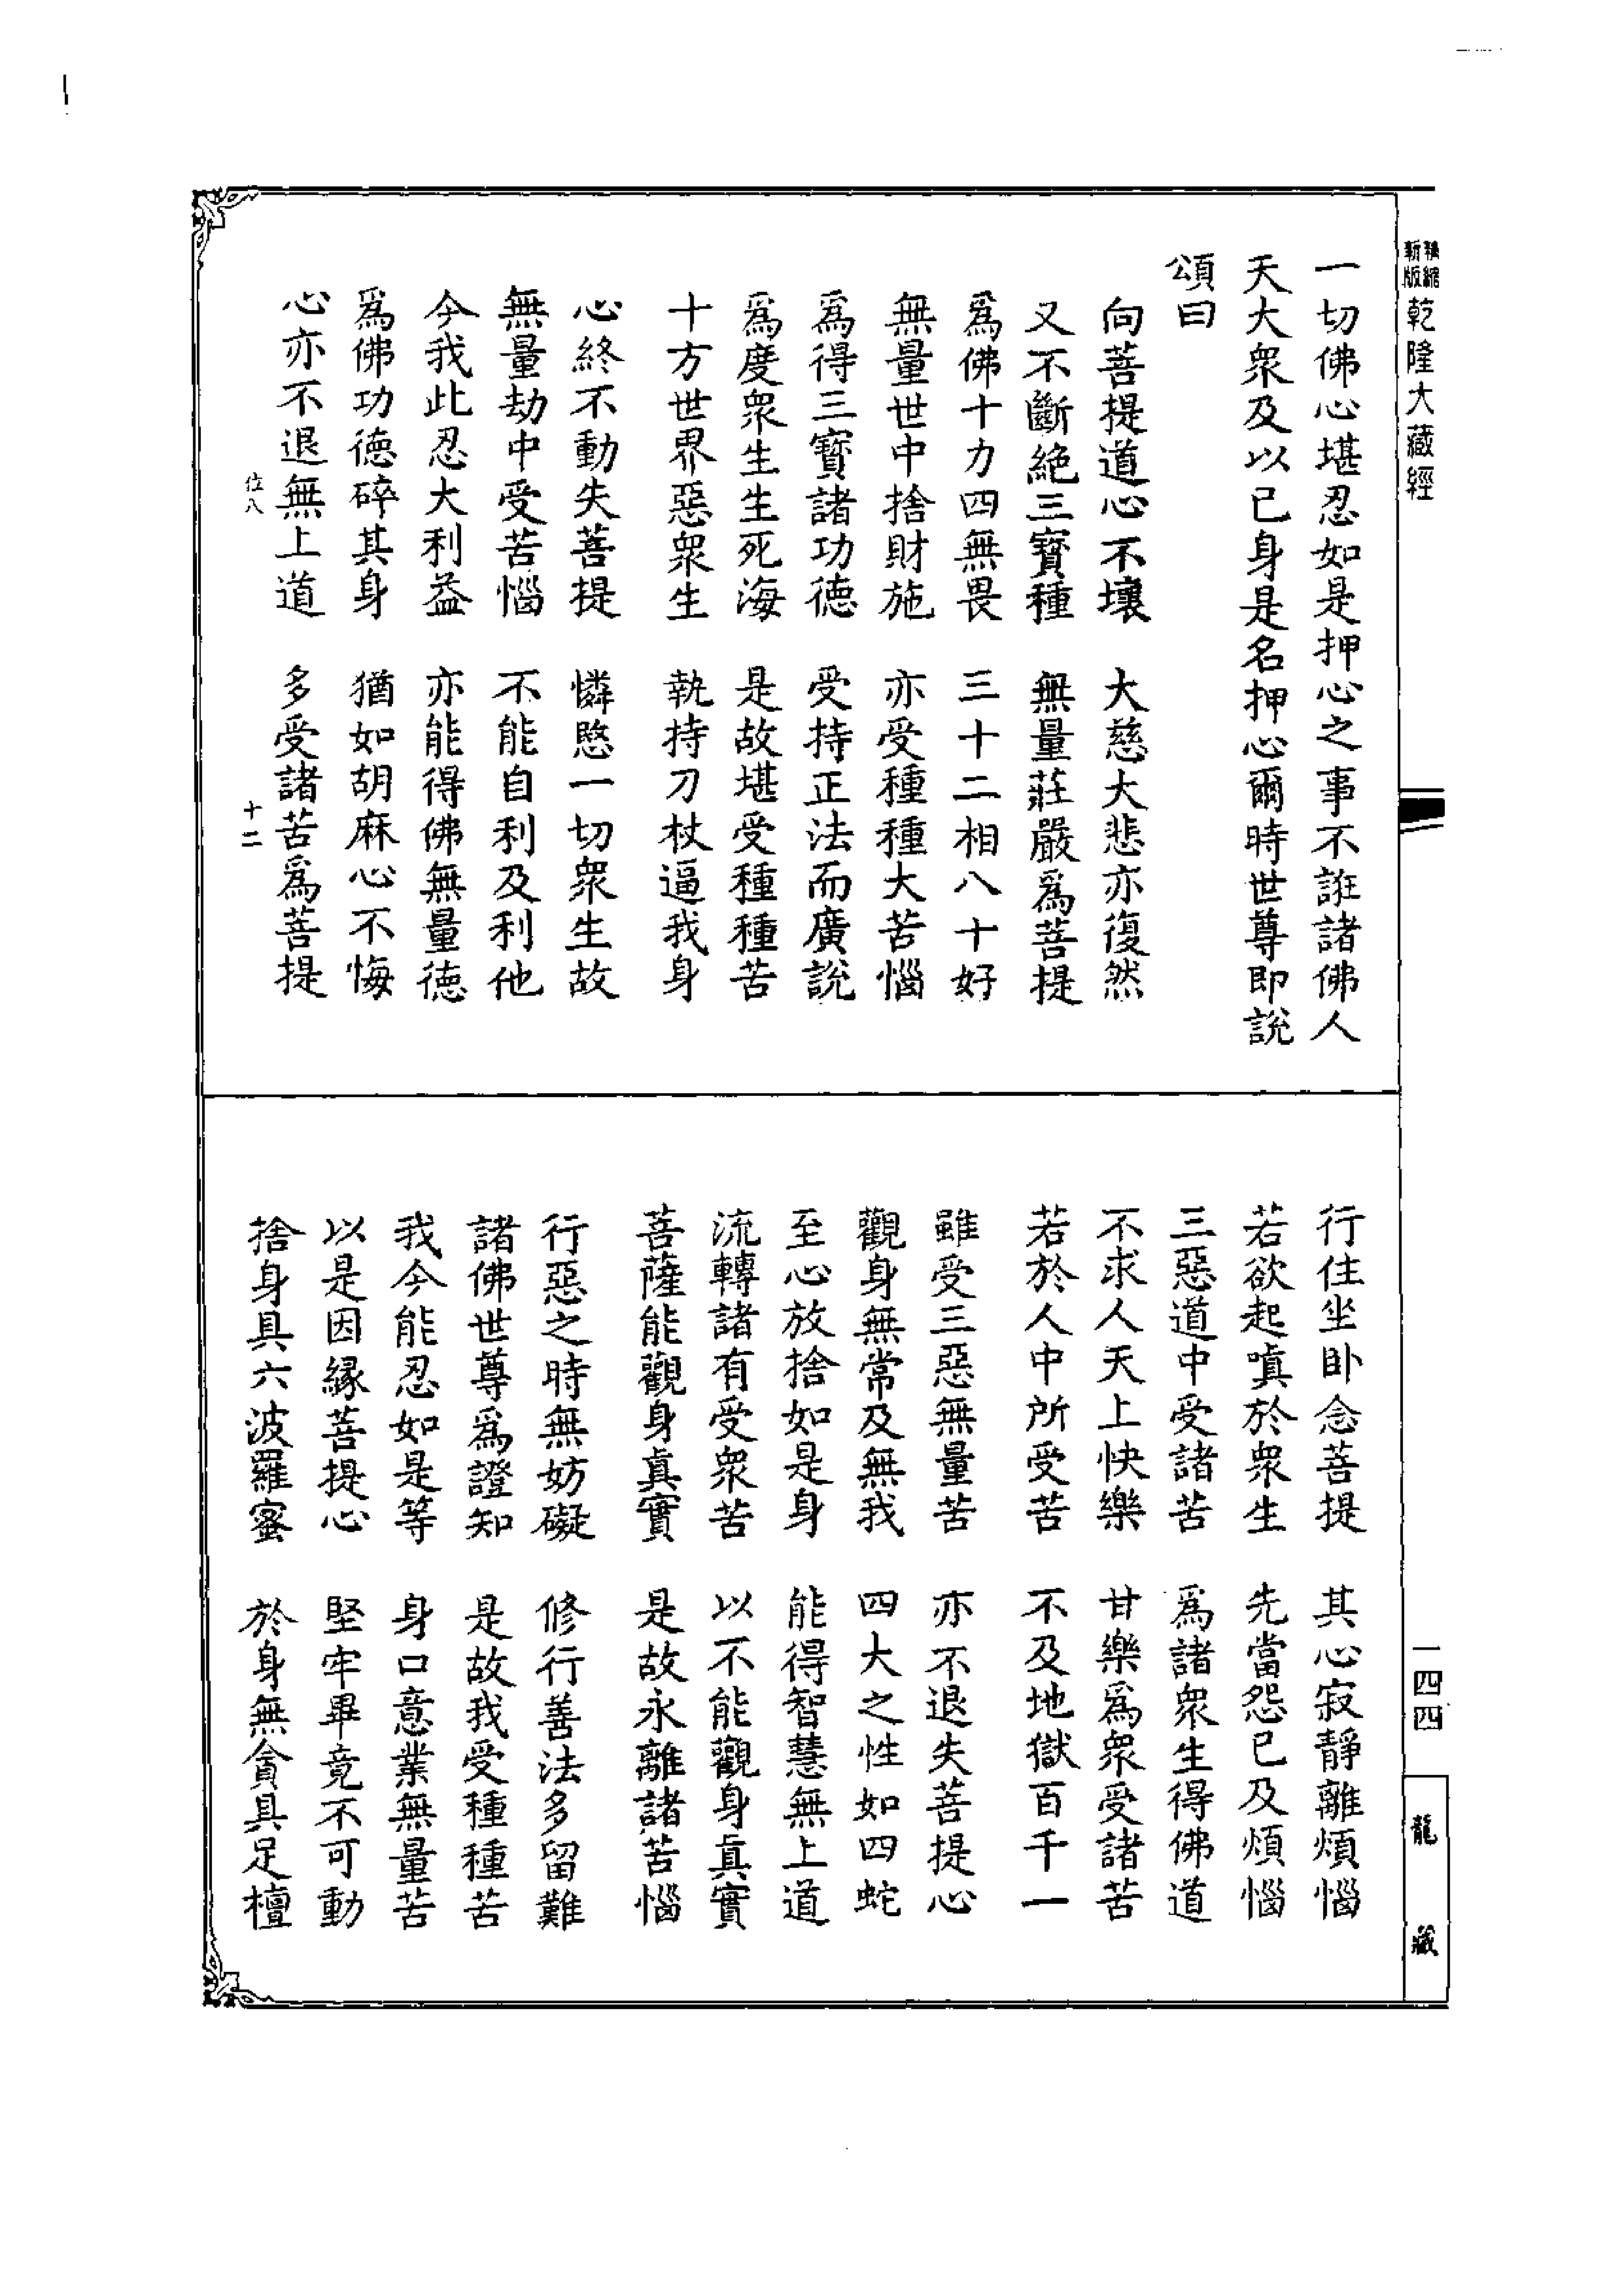 精縮新版乾隆大藏經
一切佛心堪忍如是押心之事不誑諸佛人
天大衆及以已身是名押心爾時世尊即說
頌曰
向菩提道心不壞　大慈大悲亦復然
又不斷絶三寶種　無量莊嚴爲菩提
爲佛十力四無畏　三十二相八十好
無量世中捨財施　亦受種種大苦惱
爲得三寶諸功德　受持正法而廣說
爲度衆生生死海　是故堪受種種苦
十方世界惡衆生　執持刀杖逼我身
心終不動失菩提　憐愍一切衆生故
無量劫中受苦惱　不能自利及利他
今我此忍大利益　亦能得佛無量德
爲佛功德碎其身　猶如胡麻心不悔
心亦不退無上道　多受諸苦爲菩提
位八　十二
行住坐卧念菩提　其心寂靜離煩惱
若欲起嗔於衆生　先當怨已及煩惱
三惡道中受諸苦　爲諸衆生得佛道
不求人天上快樂　甘樂爲衆受諸苦
若於人中所受苦　不及地獄百千一
雖受三惡無量苦　亦不退失菩提心
觀身無常及無我　四大之性如四蛇
至心放捨如是身　能得智慧無上道
流轉諸有受衆苦　以不能觀身眞實
菩薩能觀身眞實　是故永離諸苦惱
行惡之時無妨礙　修行善法多留難
諸佛世尊爲證知　是故我受種種苦
我今能忍如是等　身口意業無量苦
以是因緣菩提心　堅牢畢竟不可動
捨身具六波羅蜜　於身無貪具足檀
一四四
龍藏